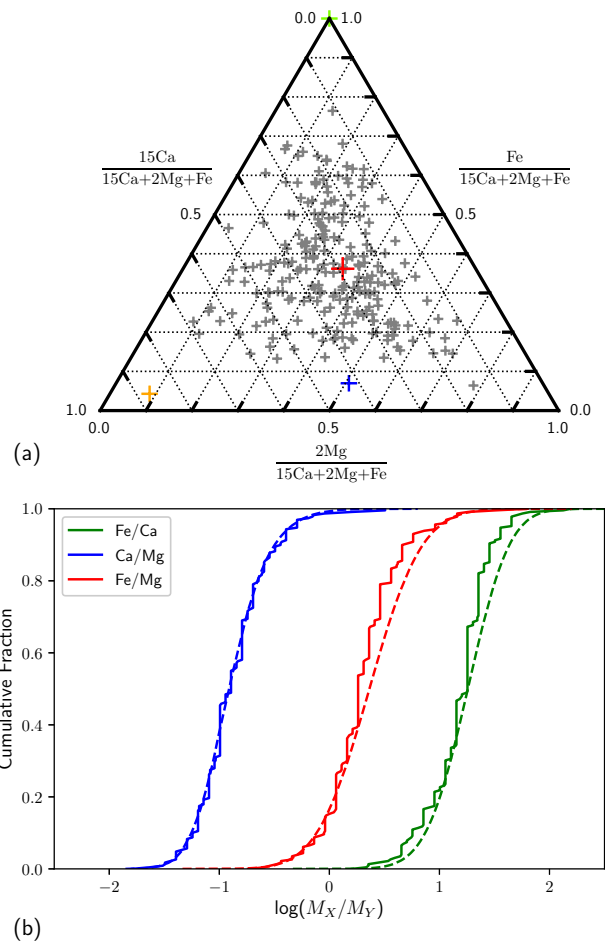 0.0 1.0
15Ca
15Ca+2Mg+Fe
Fe
15Ca+2Mg+Fe
0.5 0.5
1.0 0.0
0.0 0.5 1.0
2Mg
15Ca+2Mg+Fe
(a)
1.0
0.8
0.6
0.4
0.2
0.0
Cumulative Fraction
Fe/Ca
Ca/Mg
Fe/Mg
−2 −1 0 1 2
log(M_X/M_Y)
(b)